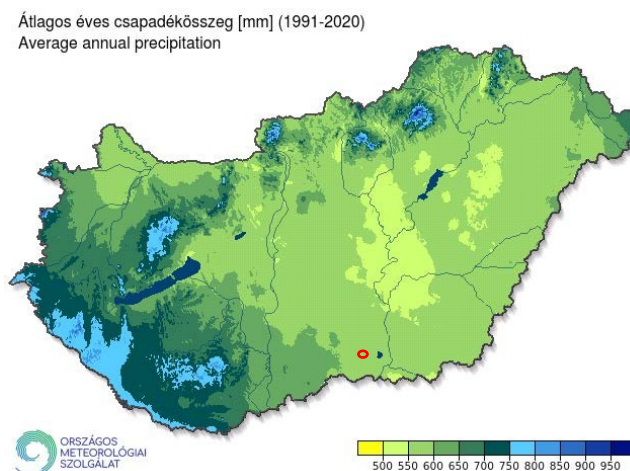 Átlagos éves csapadékösszeg [mm] (1991-2020)
Average annual precipitation
ORSZÁGOS
METEOROLÓGIAI
SZOLGÁLAT
500 550 600 650 700 750 800 850 900 950